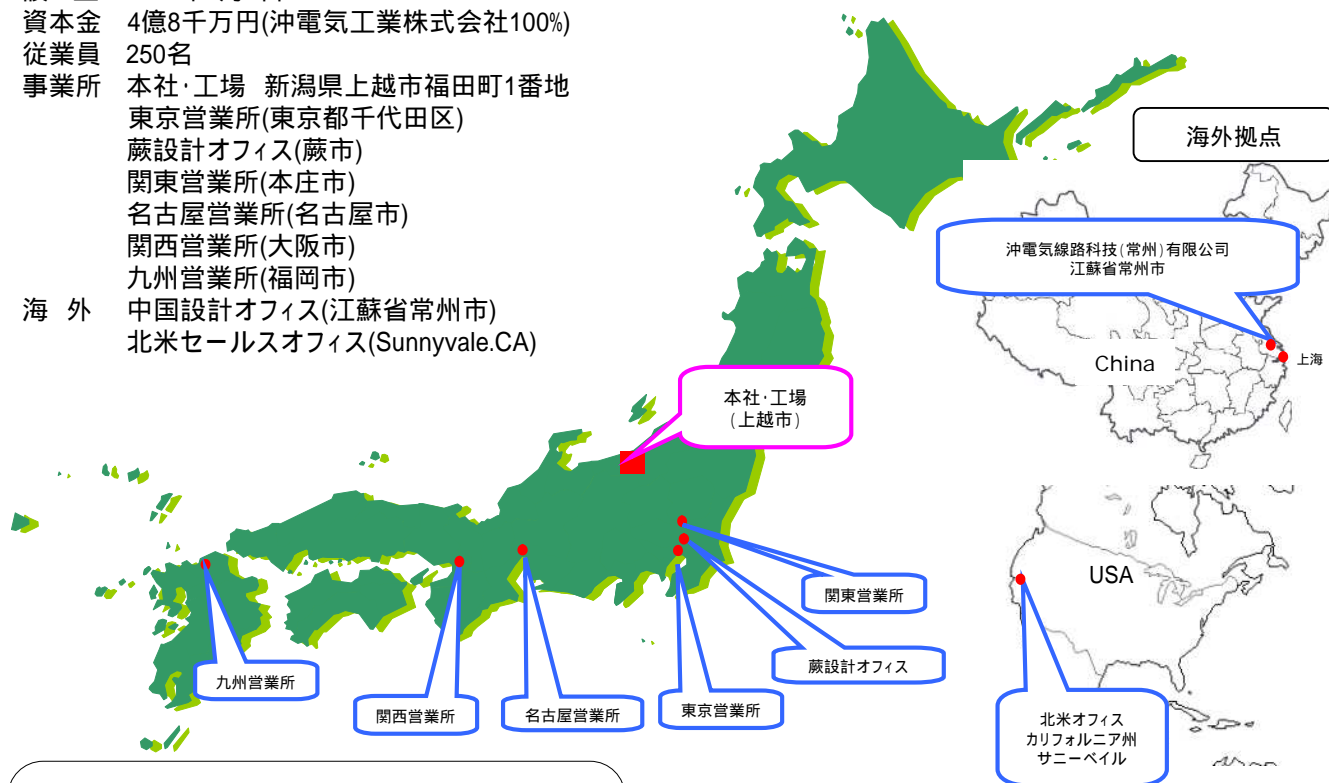 資本金 4億8千万円(沖電気工業株式会社100%)
従業員 250名
事業所 本社・工場 新潟県上越市福田町1番地
東京営業所(東京都千代田区)
蕨設計オフィス(蕨市)
関東営業所(本庄市)
名古屋営業所(名古屋市)
関西営業所(大阪市)
九州営業所(福岡市)
海 外 中国設計オフィス(江蘇省常州市)
北米セールスオフィス(Sunnyvale.CA)
海外拠点
沖電気線路科技(常州)有限公司
江蘇省常州市
China
上海
本社・工場
(上越市)
USA
関東営業所
蕨設計オフィス
九州営業所
関西営業所
名古屋営業所
東京営業所
北米オフィス
カリフォルニア州
サニーベイル